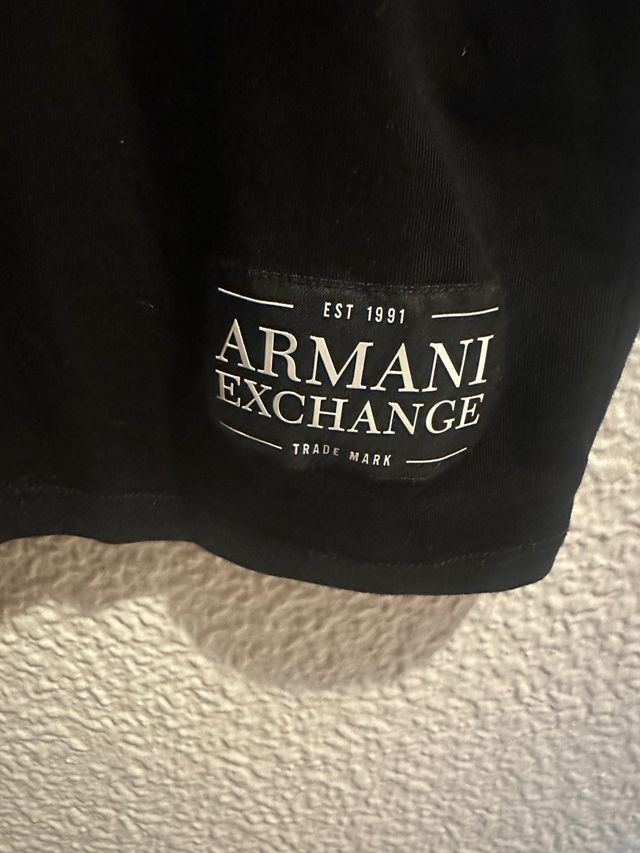 EST 1991
ARMANI
EXCHANGE
TRADE MARK